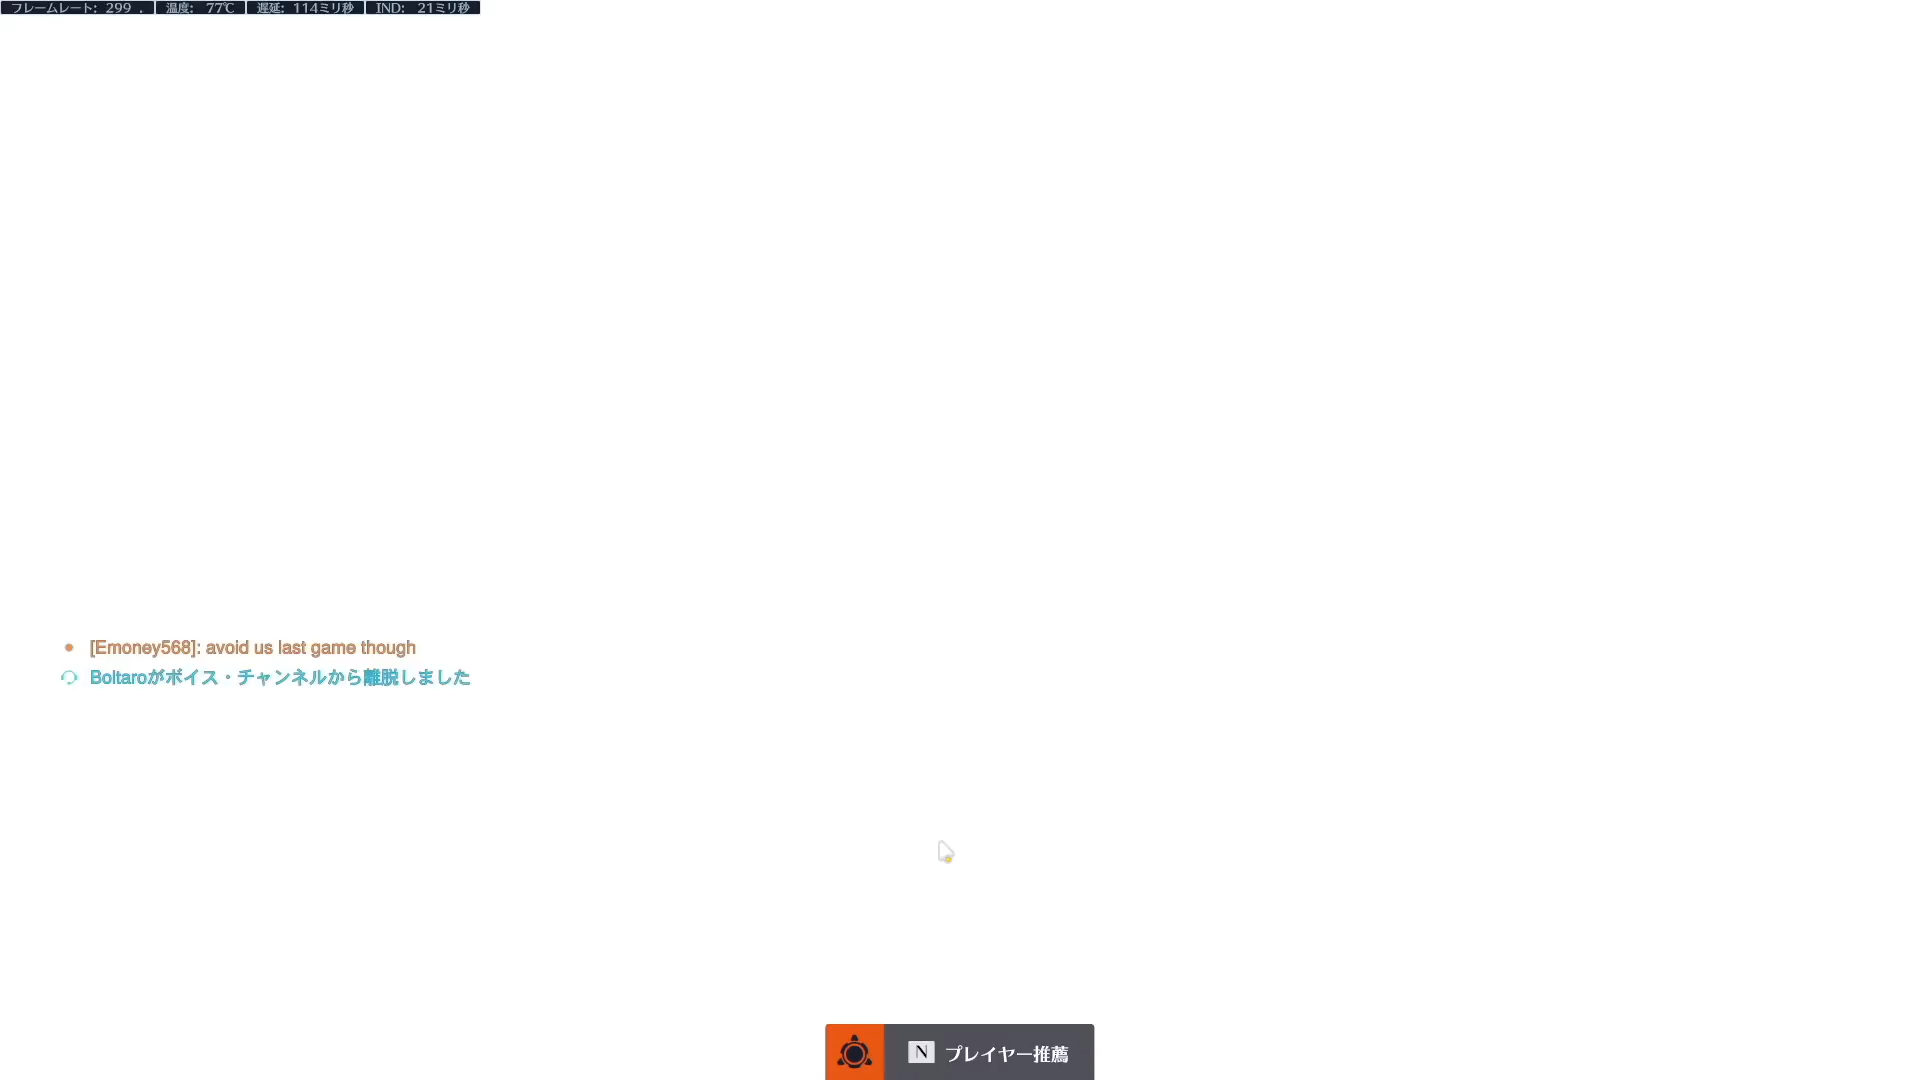 フレームレート: 299 . 温度: 77℃ 遅延: 114ミリ秒 IND: 21ミリ秒
[Emoney568]: avoid us last game though
Boltaroがボイス・チャンネルから離脱しました
N プレイヤー推薦